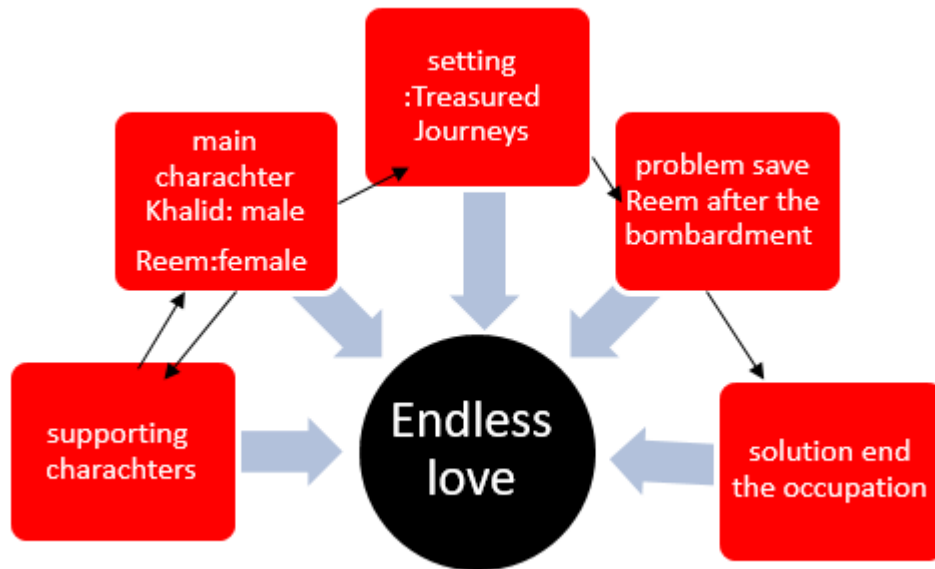 setting
:Treasured
Journeys
main
charachter
Khalid: male
Reem:female
problem save
Reem after the
bombardment
supporting
charachters
Endless
love
solution end
the occupation